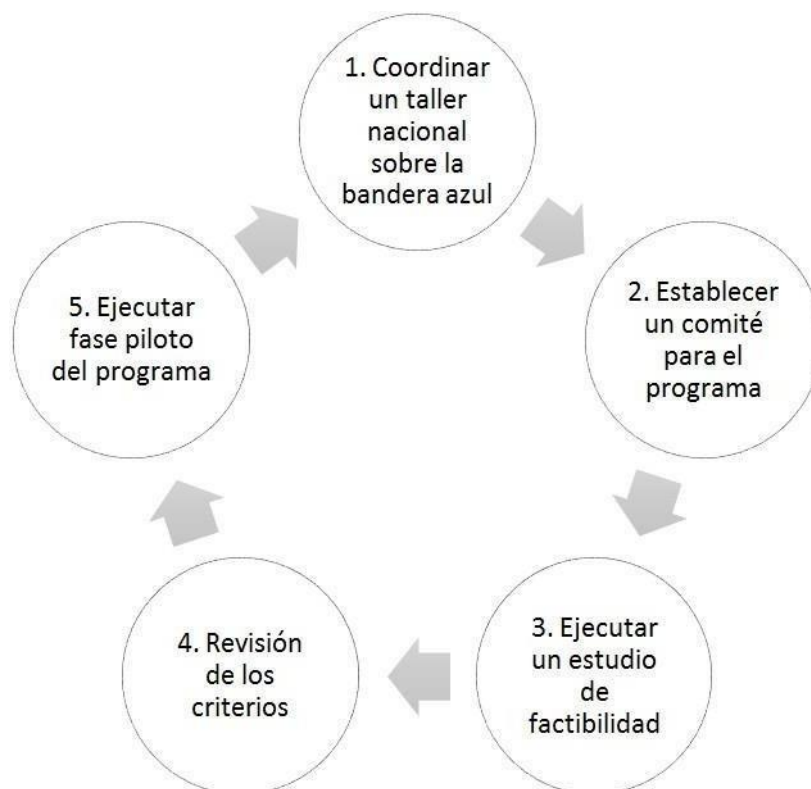 1. Coordinar
un taller
nacional
sobre la
bandera azul
2. Establecer
un comité
para el
programa
3. Ejecutar
un estudio
de
factibilidad
4. Revisión
de los
criterios
5. Ejecutar
fase piloto
del programa